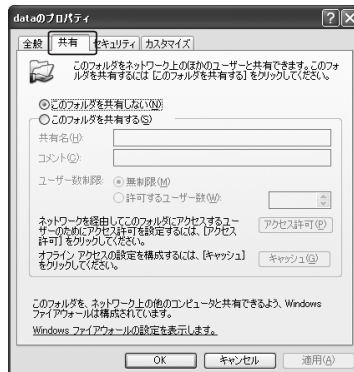 dataのプロパティ
全般 共有 セキュリティ カスタマイズ
このフォルダをネットワーク上のほかのユーザーと共有できます。このフォ
ルダを共有するには [このフォルダを共有する] をクリックしてください。
このフォルダを共有しない(N)
このフォルダを共有する(S)
共有名(H):
コメント(O):
ユーザー数制限: 無制限(M)
許可するユーザー数(W):
ネットワークを経由してこのフォルダにアクセスするユー
ザーのためにアクセス許可を設定するには、[アクセス
許可] をクリックしてください。
アクセス許可(P)
オフライン アクセスの設定を構成するには、[キャッシュ]
をクリックしてください。
キャッシュ(G)
このフォルダを、ネットワーク上の他のコンピュータと共有できるよう、Windows
ファイアウォールは構成されています。
Windows ファイアウォールの設定を表示します。
OK キャンセル 適用(A)